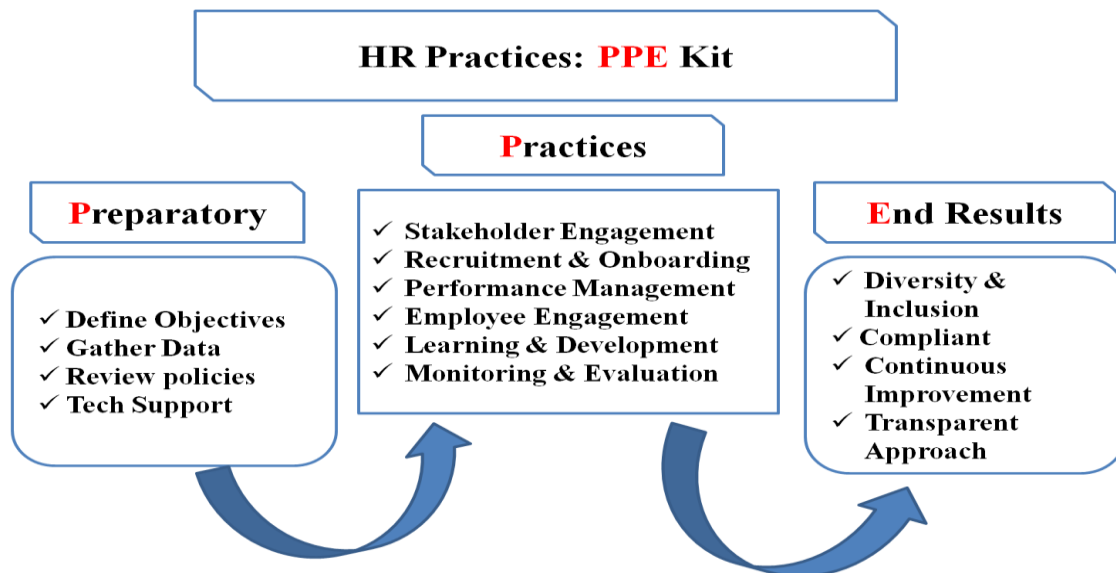 HR Practices: PPE Kit
Practices
Preparatory
End Results
✓ Define Objectives
✓ Gather Data
✓ Review policies
✓ Tech Support
✓ Stakeholder Engagement
✓ Recruitment & Onboarding
✓ Performance Management
✓ Employee Engagement
✓ Learning & Development
✓ Monitoring & Evaluation
✓ Diversity &
Inclusion
✓ Compliant
✓ Continuous
Improvement
✓ Transparent
Approach